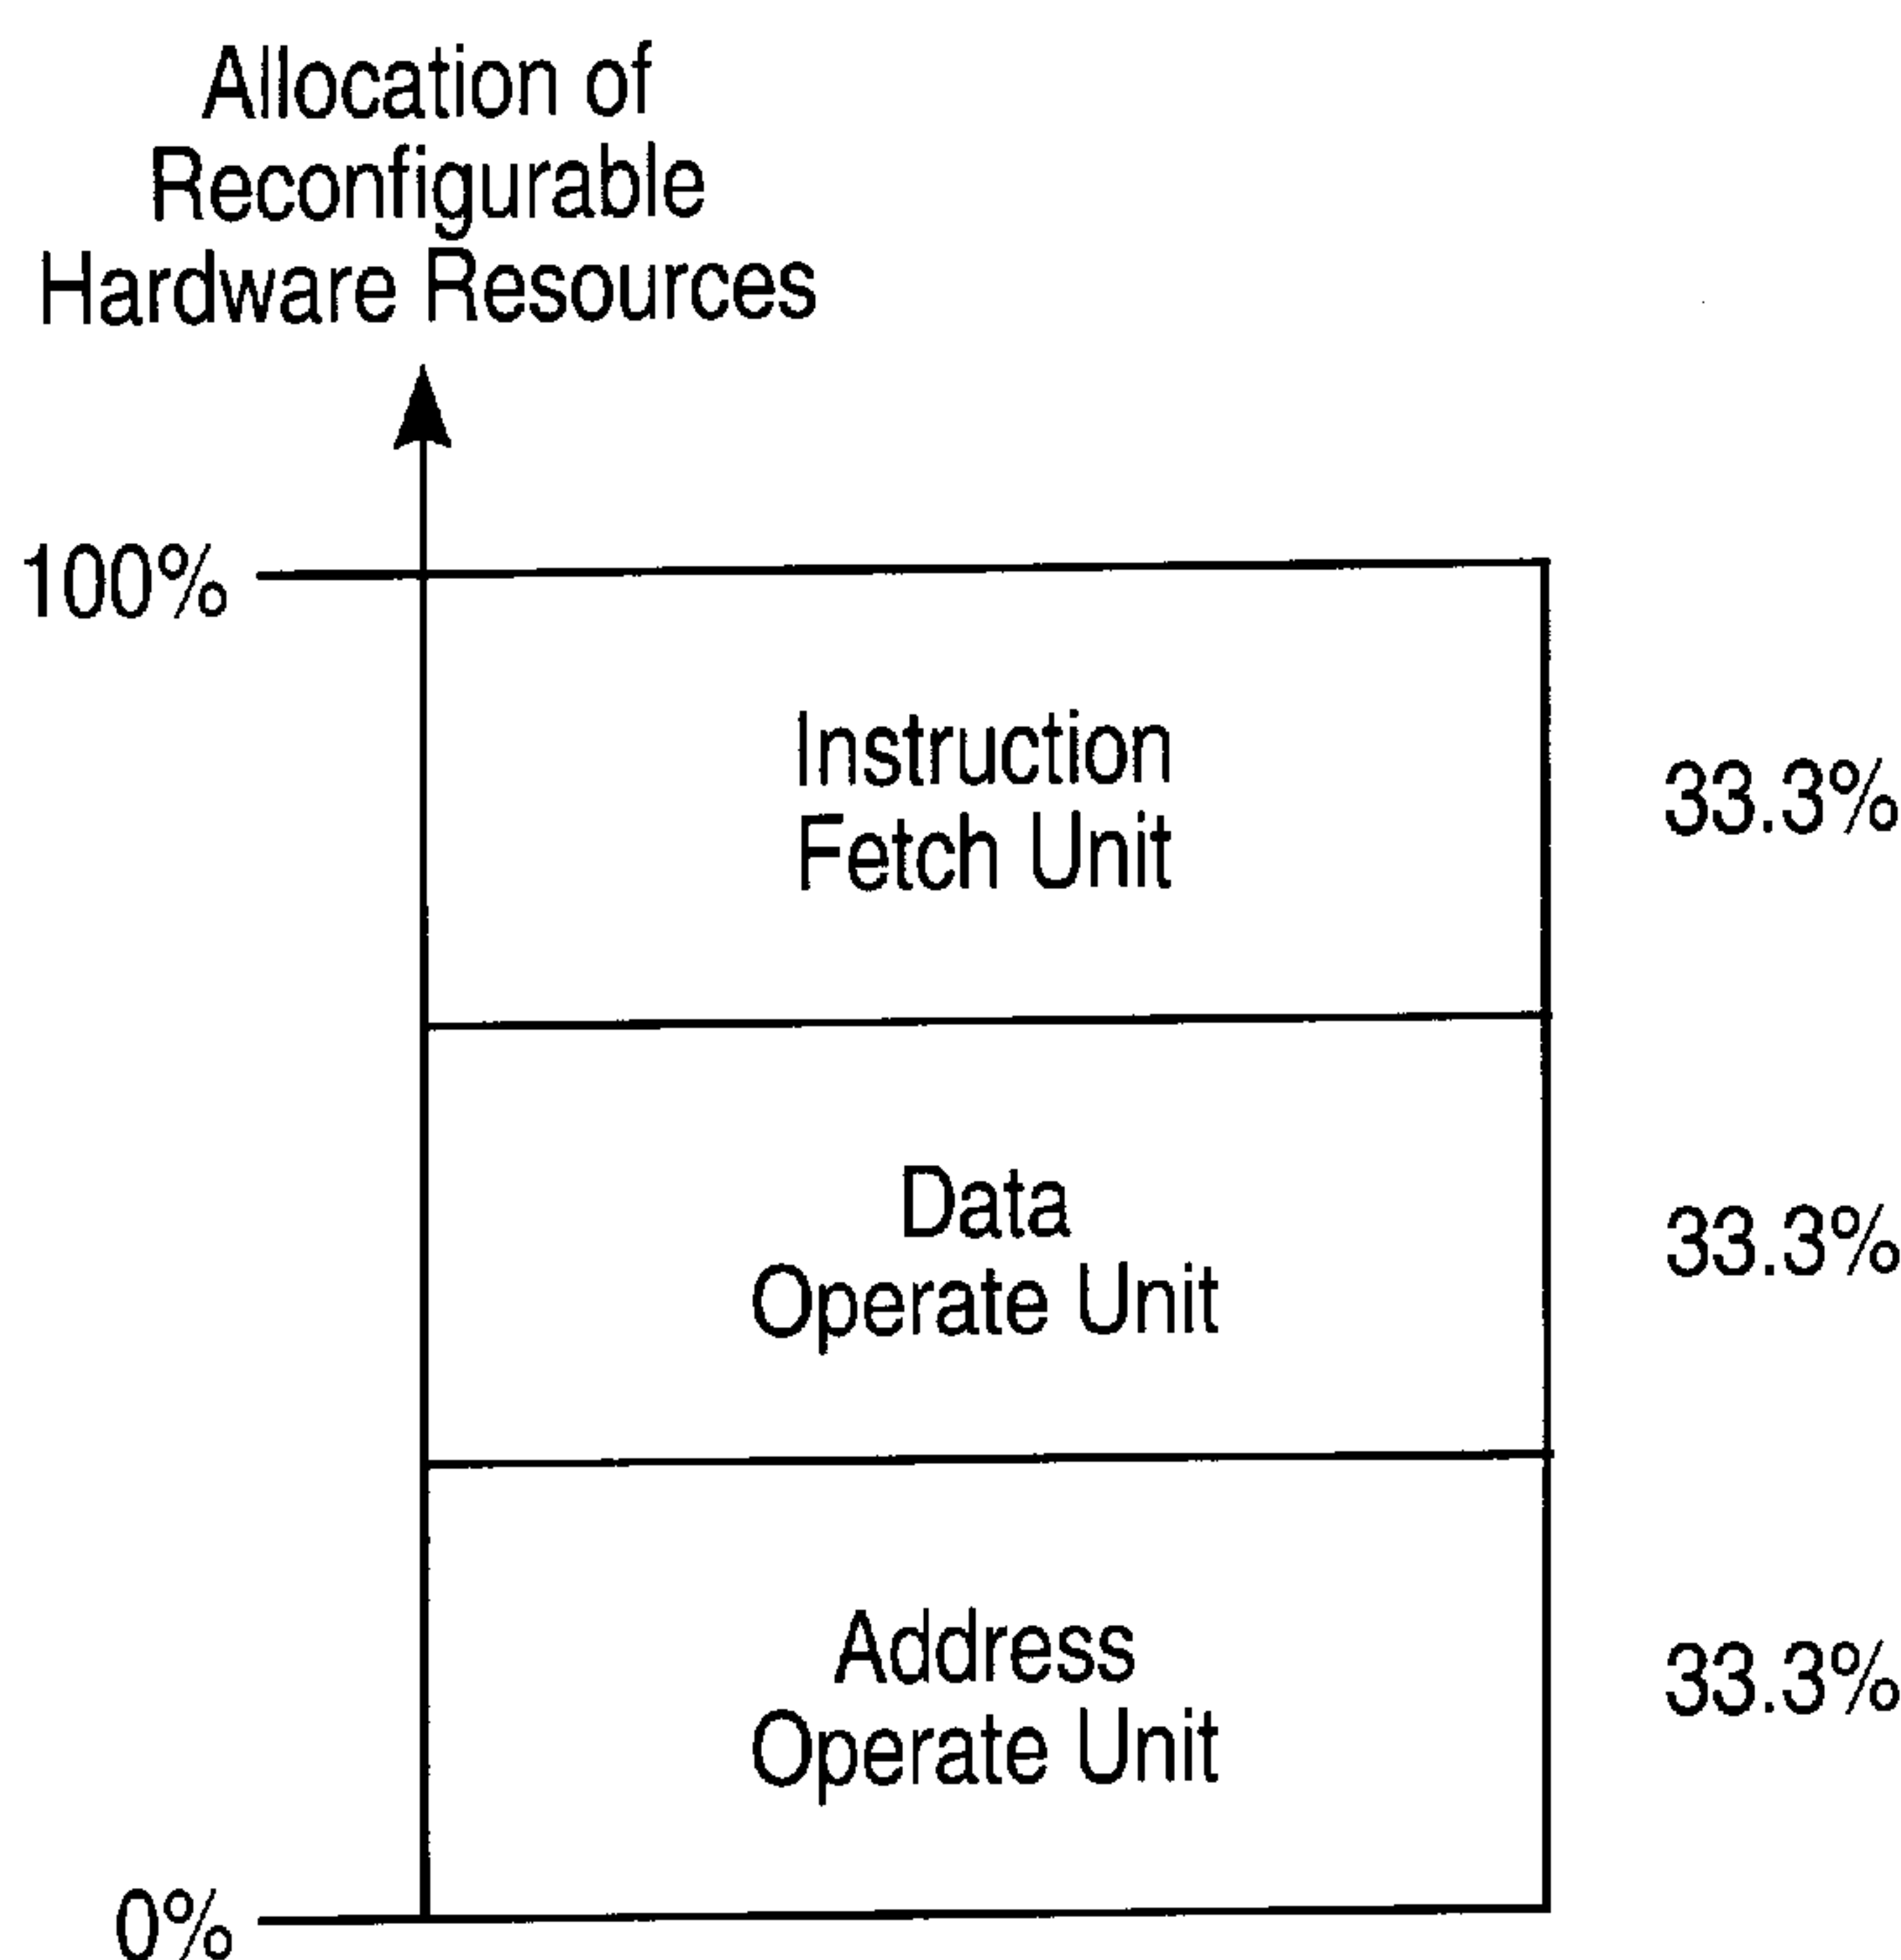 Allocation of
Reconfigurable
Hardware Resources
100%
Instruction
Fetch Unit
33.3%
Data
Operate Unit
33.3%
Address
Operate Unit
33.3%
0%